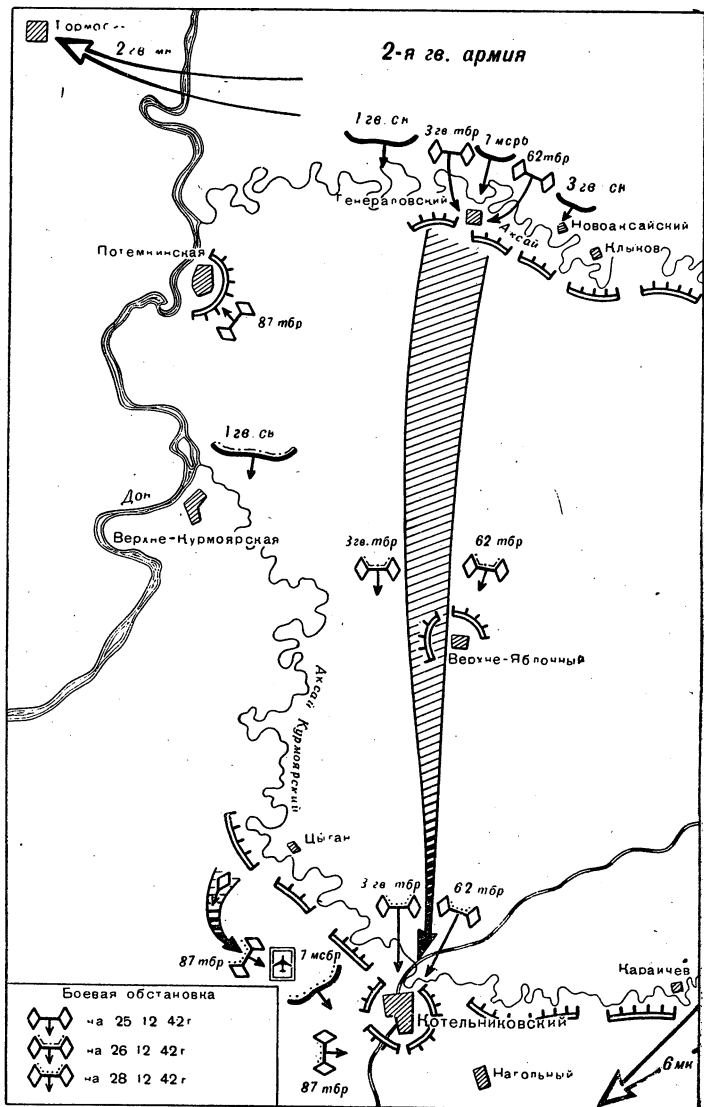 2 гв мк
2-я гв. армия
1 гв. ск
3 гв тбр
7 мсрб
62 тбр
3 гв ск
Генераловский
Аксай
Новоаксайский
Клыков
Потемкинская
87 тбр
1 гв. ск
Дон
Верхне-Курмоярская
3 гв. тбр
62 тбр
Верхне-Яблочный
Аксай Курмоярский
Цыган
3 гв тбр
62 тбр
87 тбр
7 мсбр
Караичев
Котельниковский
Нагольный
6 мк
87 тбр
Боевая обстановка
на 25 12 42г
на 26 12 42г
на 28 12 42г